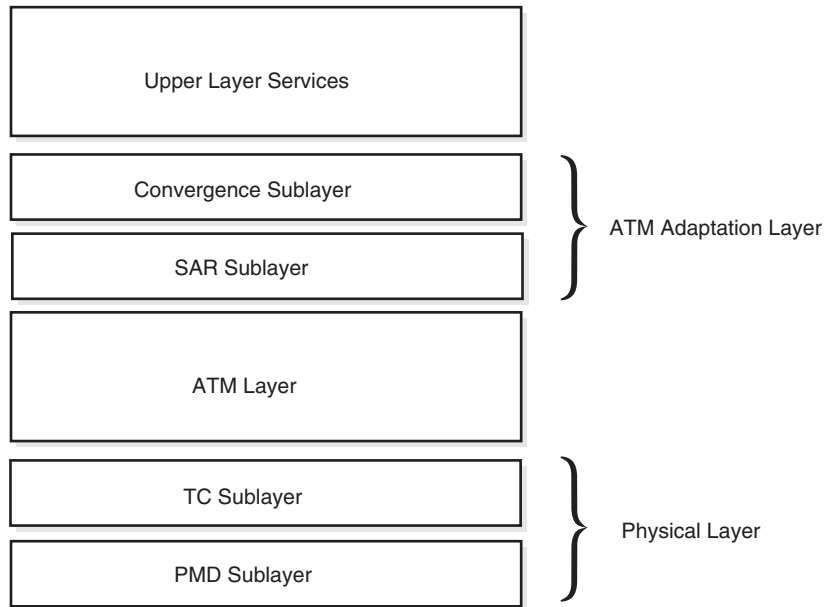 Upper Layer Services
Convergence Sublayer
ATM Adaptation Layer
SAR Sublayer
ATM Layer
TC Sublayer
Physical Layer
PMD Sublayer